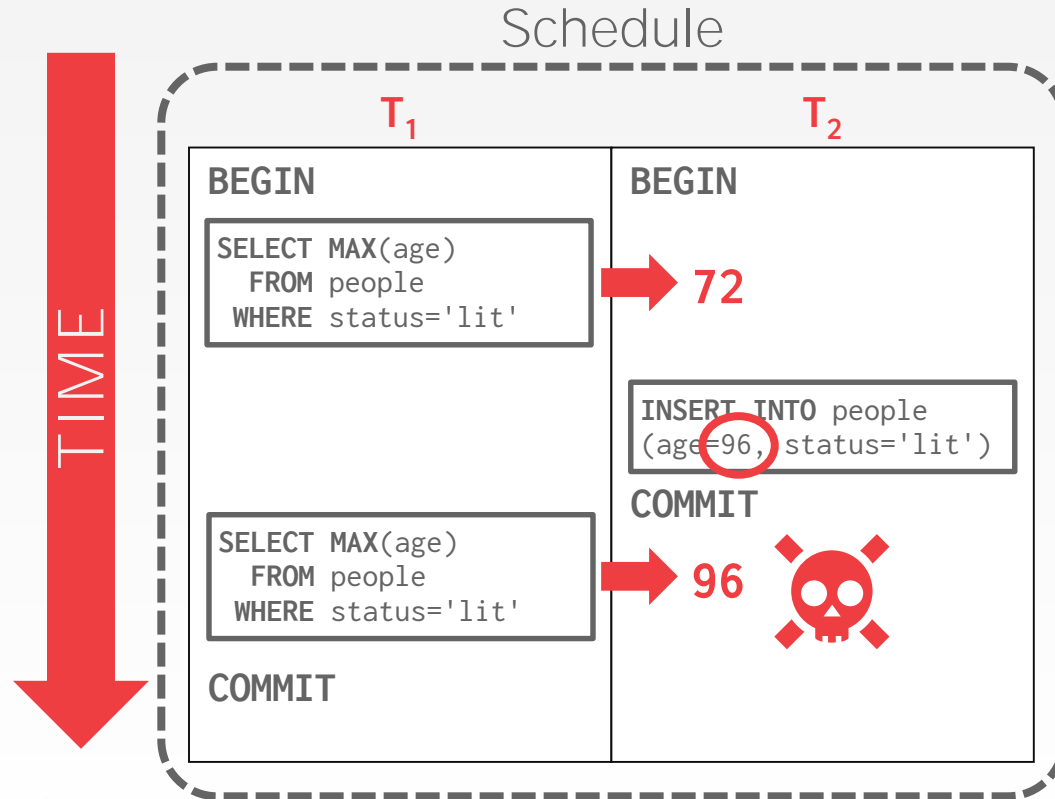 Schedule
TIME
T₁
T₂
BEGIN
BEGIN
SELECT MAX(age)
FROM people
WHERE status='lit'
72
INSERT INTO people
(age=96, status='lit')
COMMIT
SELECT MAX(age)
FROM people
WHERE status='lit'
96
COMMIT